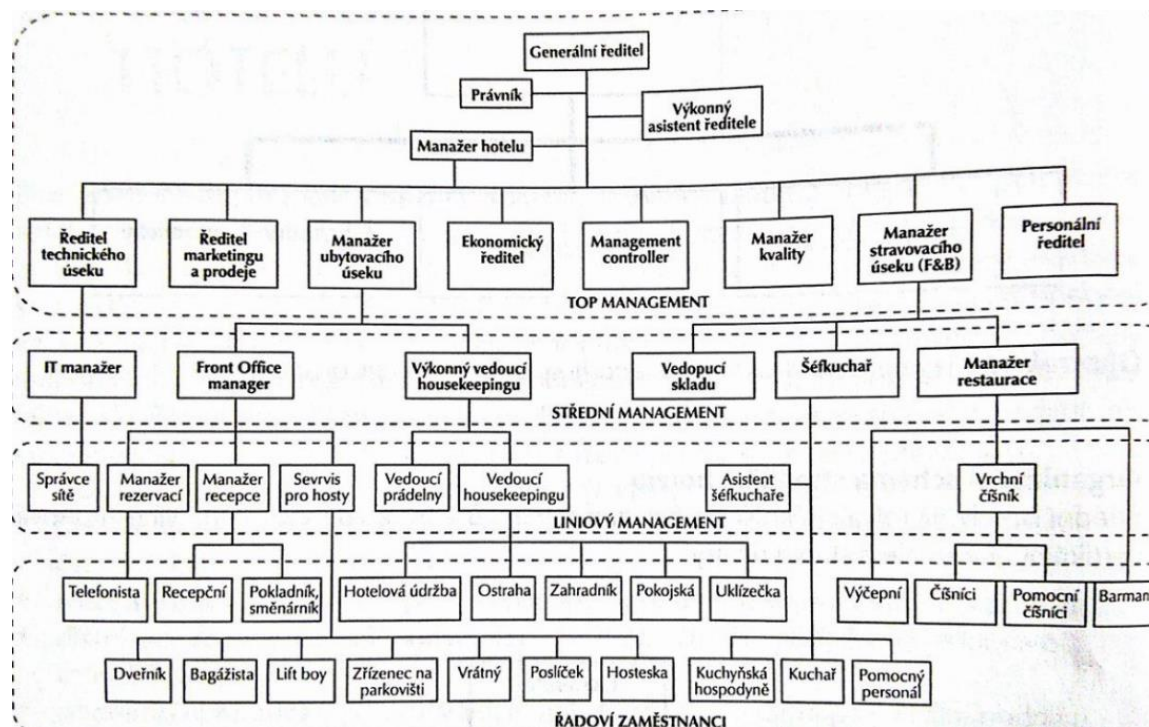 Generální ředitel
Právník
Výkonný
asistent ředitele
Manažer hotelu
Ředitel
technického
úseku
Ředitel
marketingu
a prodeje
Manažer
ubytovacího
úseku
Ekonomický
ředitel
Management
controller
Manažer
kvality
Manažer
stravovacího
úseku (F&B)
Personální
ředitel
TOP MANAGEMENT
IT manažer
Front Office
manager
Výkonný vedoucí
housekeepingu
Vedopucí
skladu
Šéfkuchař
Manažer
restaurace
STŘEDNÍ MANAGEMENT
Správce
sítě
Manažer
rezervací
Manažer
recepce
Sevrvis
pro hosty
Vedoucí
prádelny
Vedoucí
housekeepingu
Asistent
šéfkuchaře
Vrchní
číšník
LINIOVÝ MANAGEMENT
Telefonista
Recepční
Pokladník,
směnárník
Hotelová údržba
Ostraha
Zahradník
Pokojská
Uklízečka
Výčepní
Číšníci
Pomocní
číšníci
Barman
Dveřník
Bagážista
Lift boy
Zřízenec na
parkovišti
Vrátný
Poslíček
Hosteska
Kuchyňská
hospodyně
Kuchař
Pomocný
personál
ŘADOVÍ ZAMĚSTNANCI